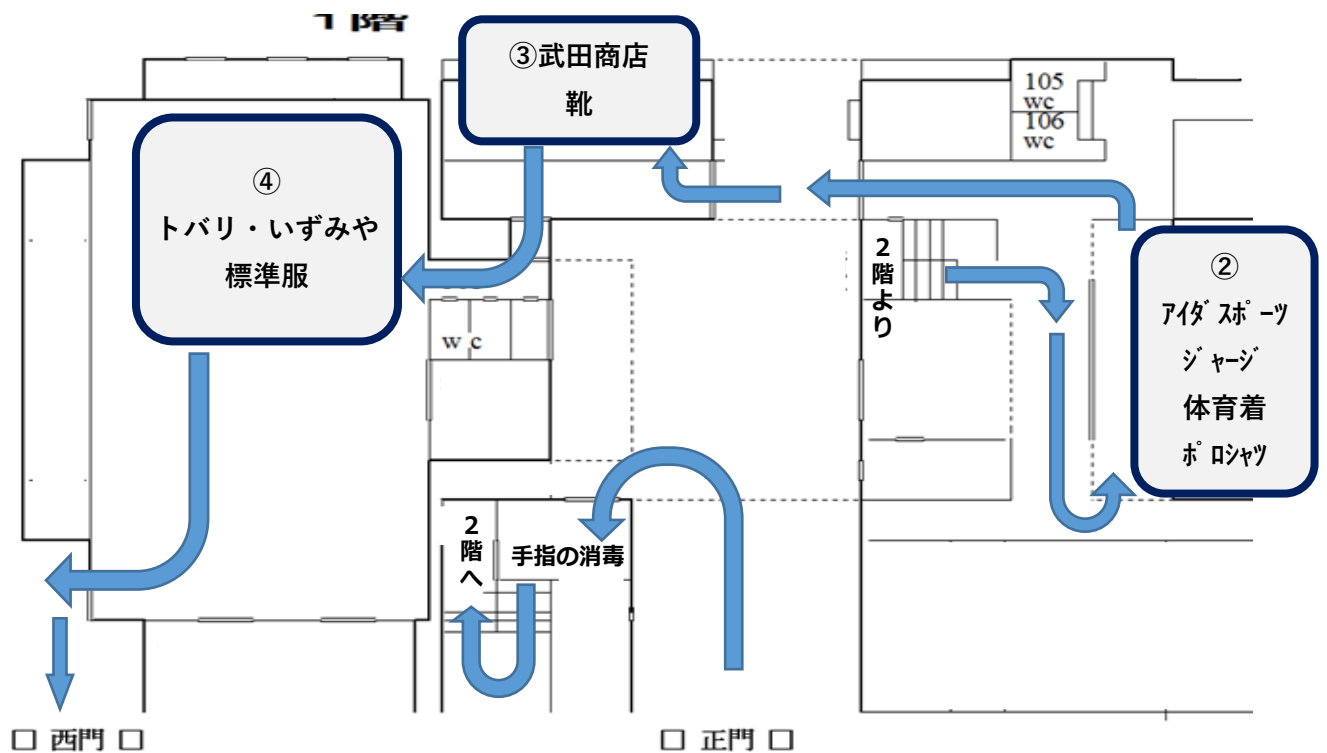 1階
③武田商店
靴
105
wc
106
wc
④
トバリ・いずみや
標準服
2階より
②
アイダスポーツ
ジャージ
体育着
ポロシャツ
wc
2階へ
手指の消毒
□ 西門 □
□ 正門 □